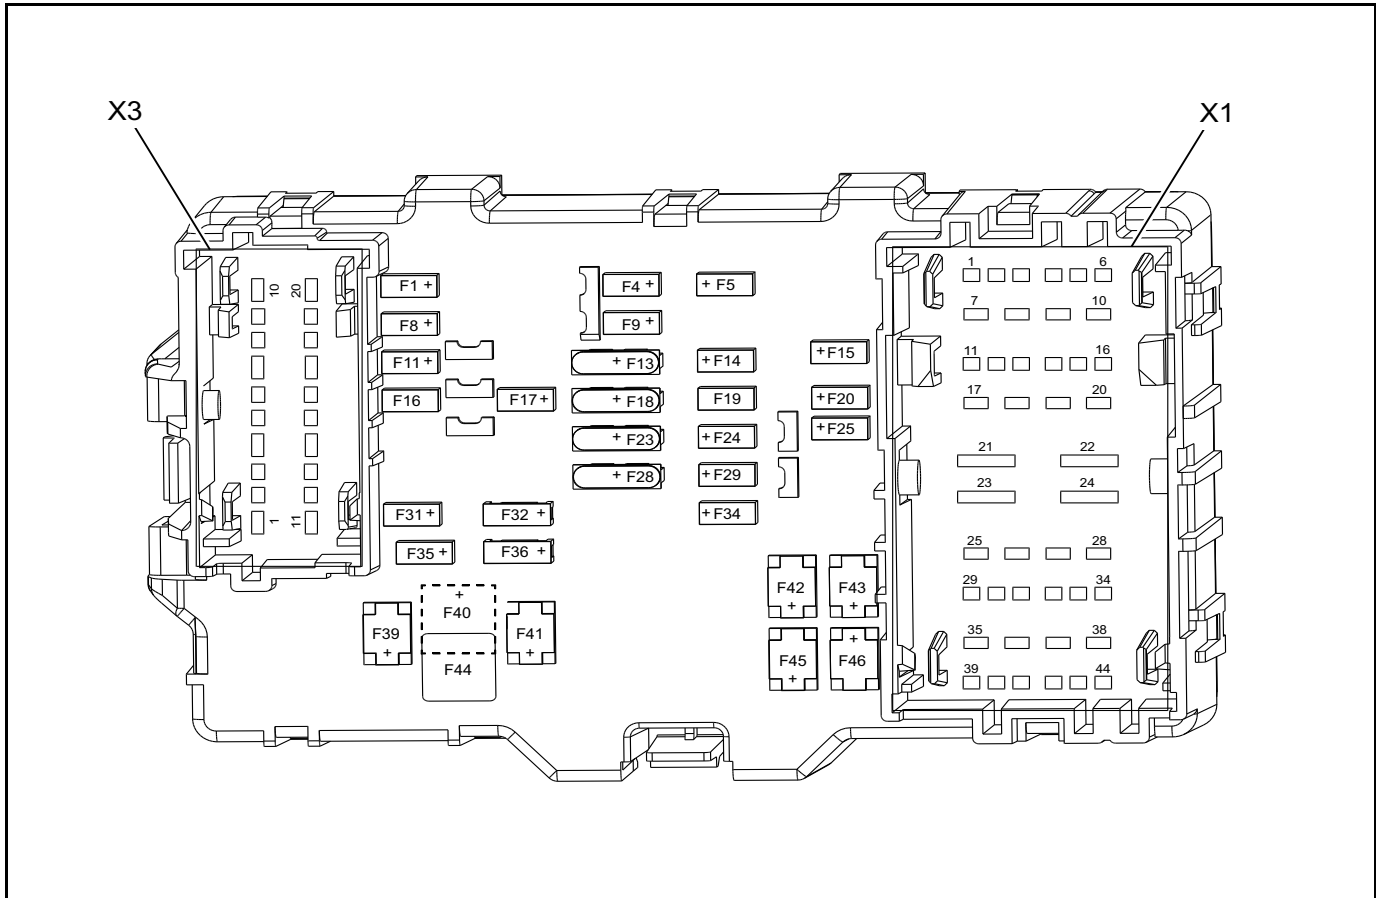 X3
X1
1 6
10 20
F1 +
F4 +
+ F5
7 10
F8 +
F9 +
F11 +
+ F13
+ F14
+ F15
11 16
F16
F17 +
+ F18
F19
+ F20
17 20
+ F23
+ F24
+ F25
21 22
+ F28
+ F29
23 24
1 11
F31 +
F32 +
+ F34
F35 +
F36 +
25 28
29 34
+
F40
F42
+
F43
+
F39
+
F41
+
35 38
F44
F45
+
+
F46
39 44